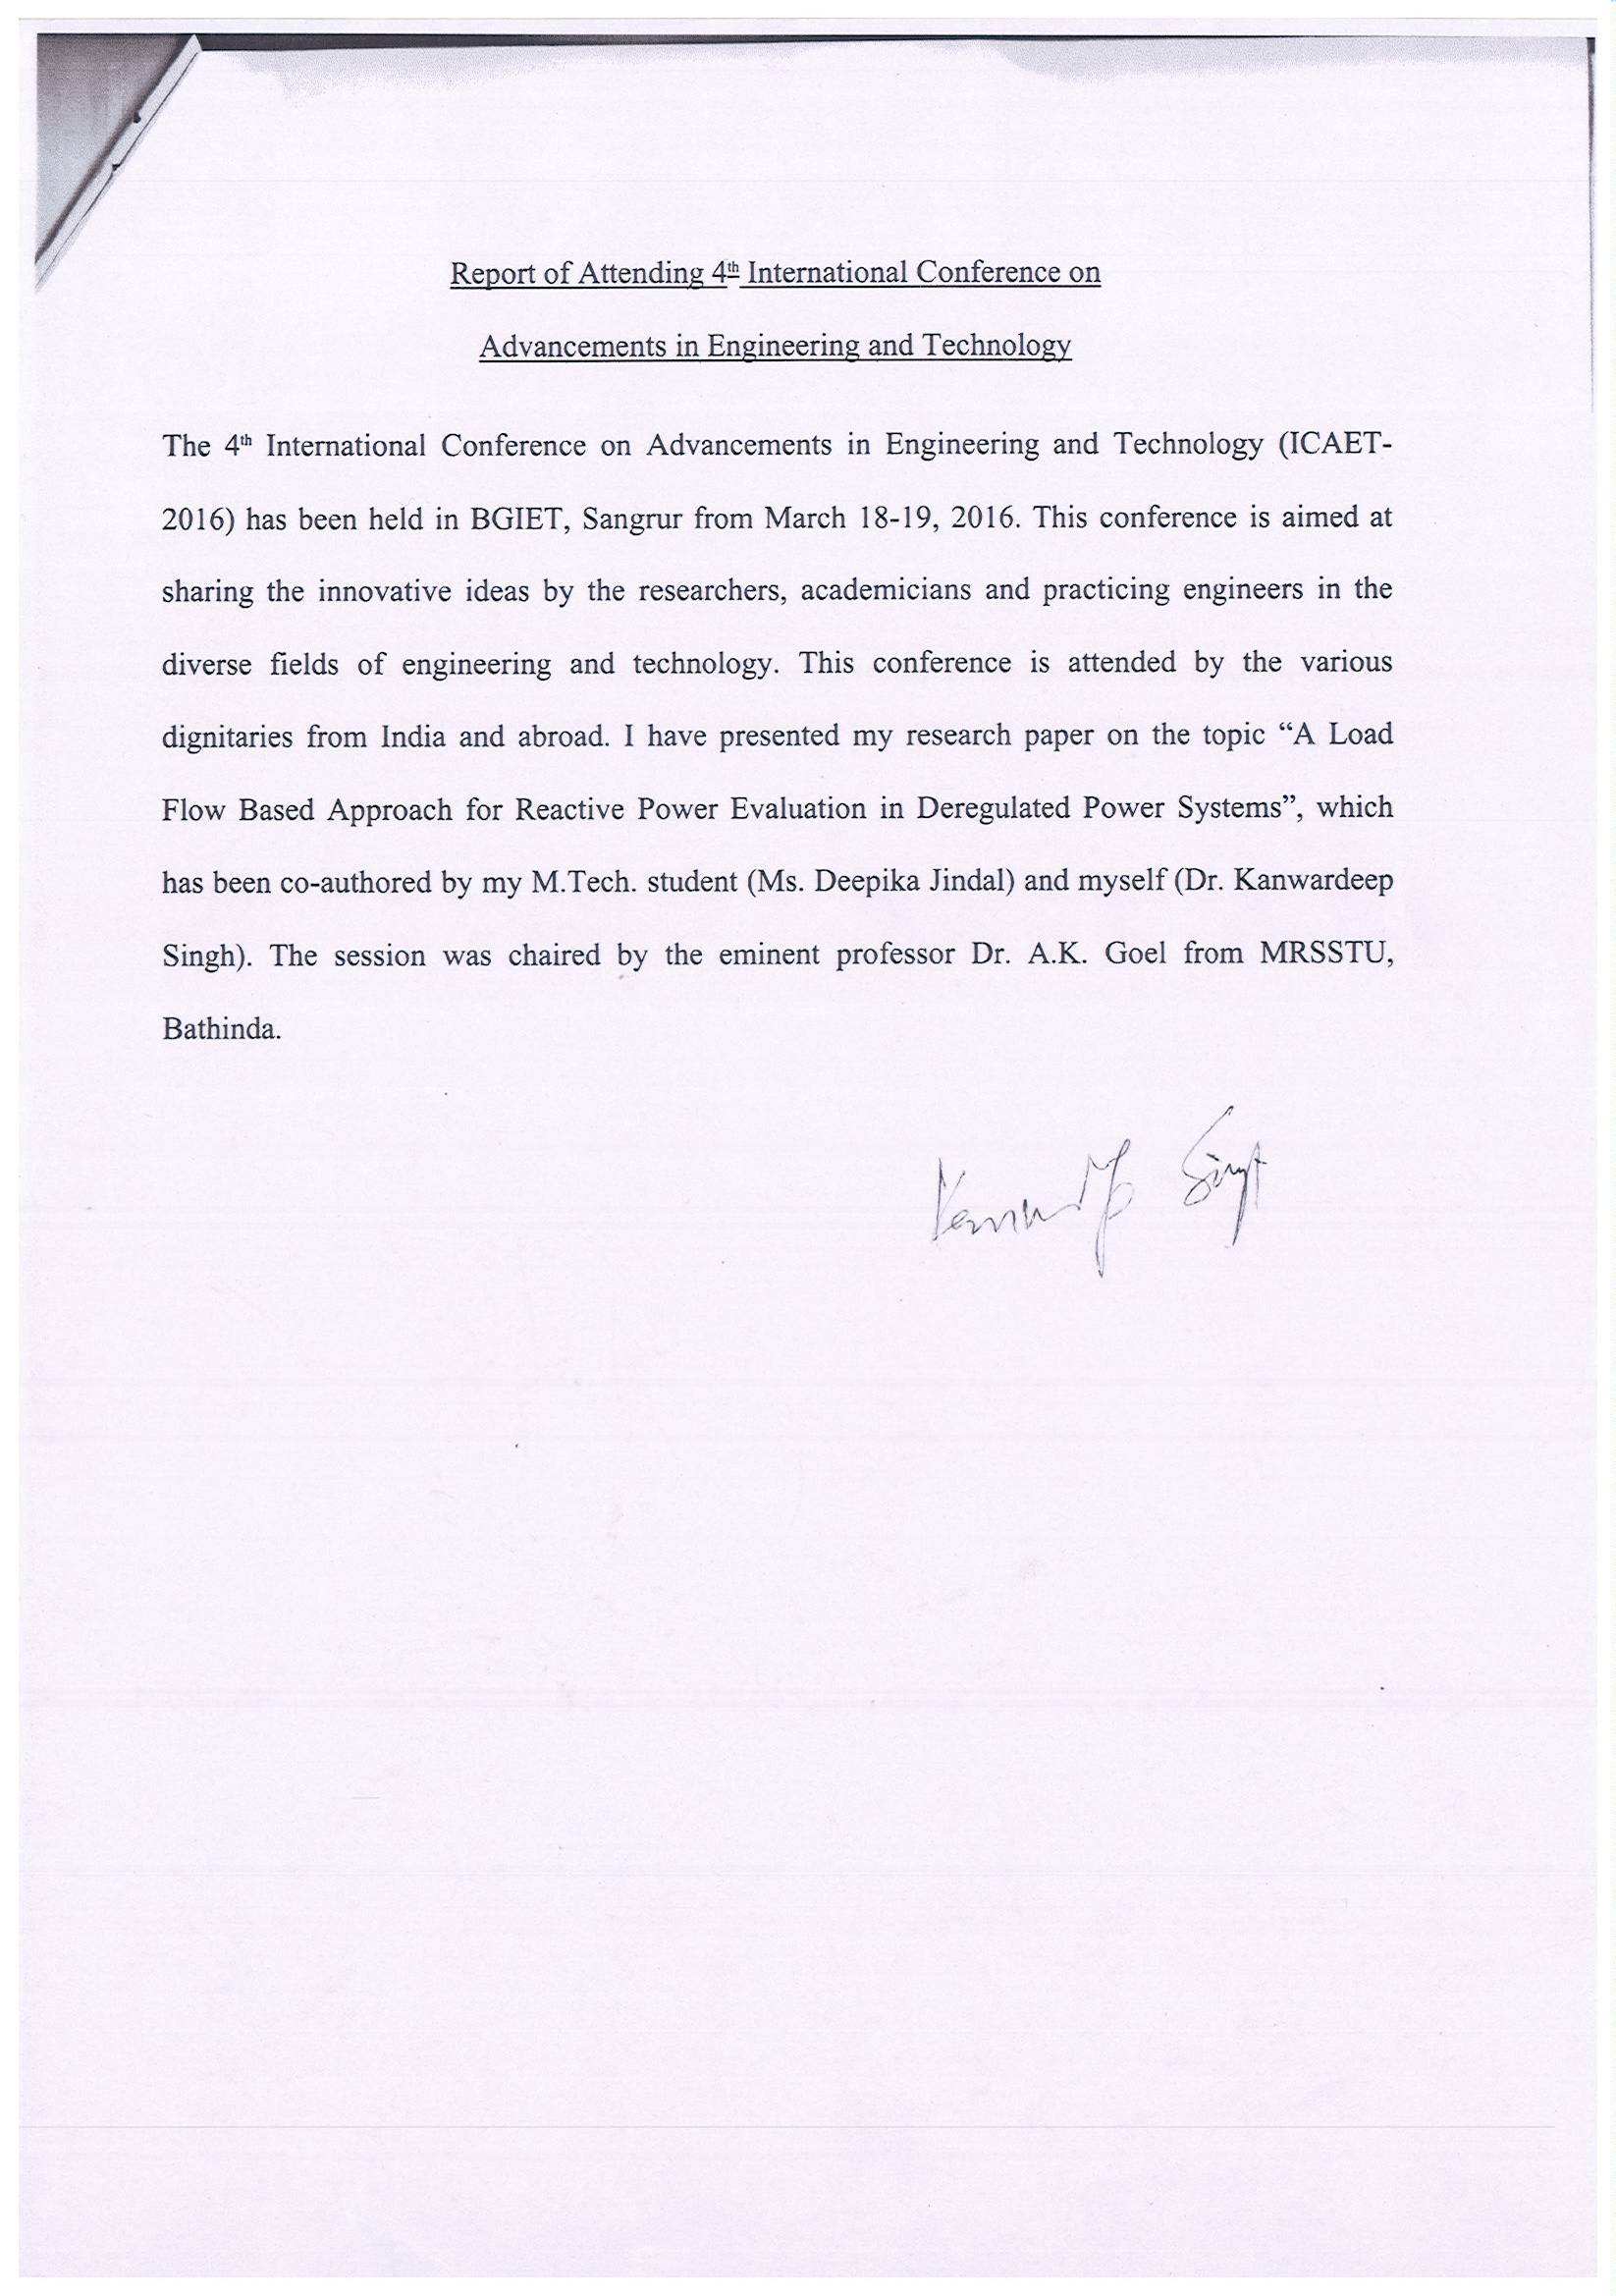 Report of Attending 4th International Conference on
Advancements in Engineering and Technology
The 4th International Conference on Advancements in Engineering and Technology (ICAET-
2016) has been held in BGIET, Sangrur from March 18-19, 2016. This conference is aimed at
sharing the innovative ideas by the researchers, academicians and practicing engineers in the
diverse fields of engineering and technology. This conference is attended by the various
dignitaries from India and abroad. I have presented my research paper on the topic “A Load
Flow Based Approach for Reactive Power Evaluation in Deregulated Power Systems”, which
has been co-authored by my M.Tech. student (Ms. Deepika Jindal) and myself (Dr. Kanwardeep
Singh). The session was chaired by the eminent professor Dr. A.K. Goel from MRSSTU,
Bathinda.
Singh